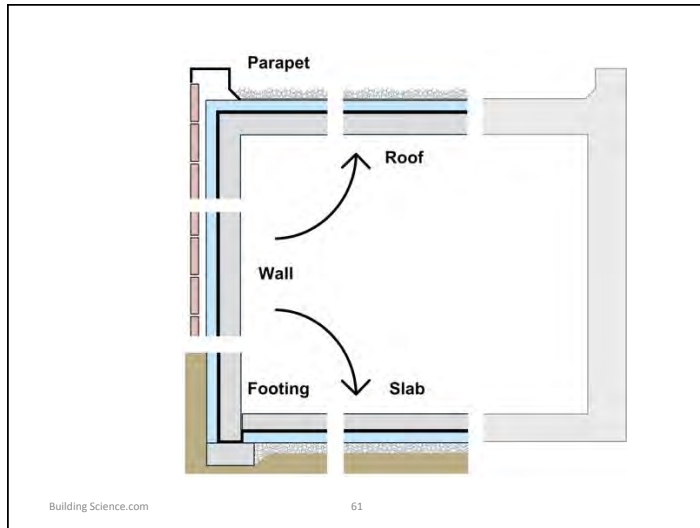 Parapet
Roof
Wall
Footing
Slab
Building Science.com
61